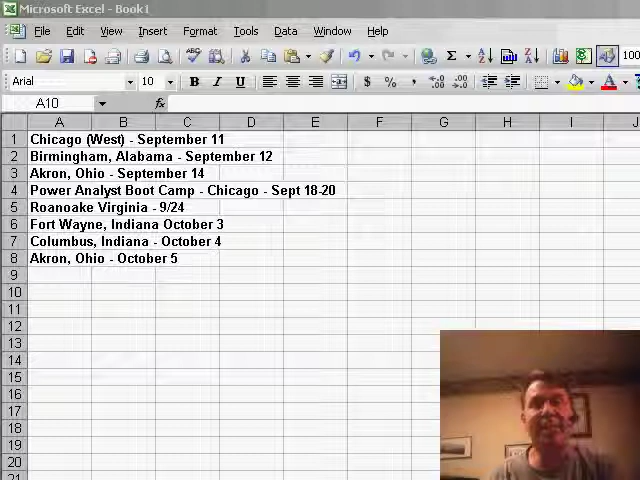 Microsoft Excel - Book1
File Edit View Insert Format Tools Data Window Help
Σ 100
Arial 10 B I U $ % ,
A10 fx
A B C D E F G H I J
1 Chicago (West) - September 11
2 Birmingham, Alabama - September 12
3 Akron, Ohio - September 14
4 Power Analyst Boot Camp - Chicago - Sept 18-20
5 Roanoake Virginia - 9/24
6 Fort Wayne, Indiana October 3
7 Columbus, Indiana - October 4
8 Akron, Ohio - October 5
9
10
11
12
13
14
15
16
17
18
19
20
21